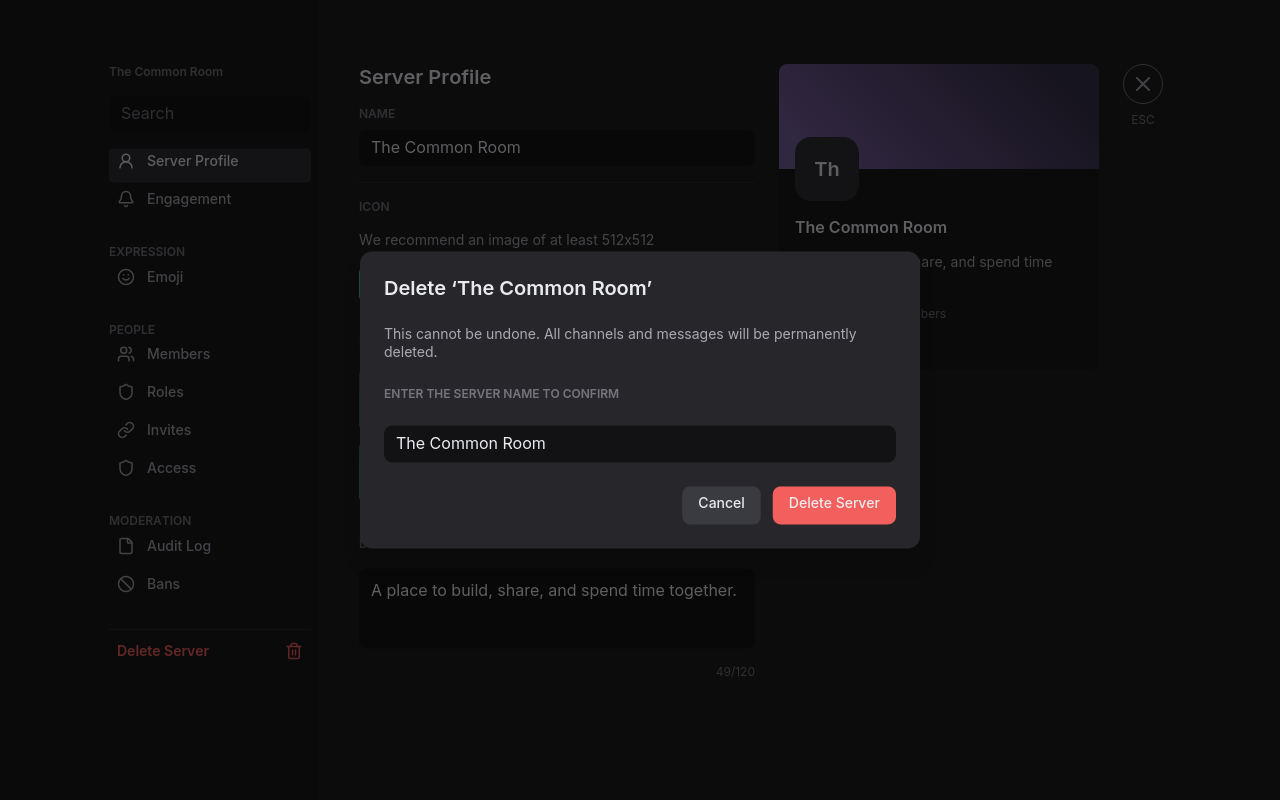 The Common Room
Search
Server Profile
Engagement
EXPRESSION
Emoji
PEOPLE
Members
Roles
Invites
Access
MODERATION
Audit Log
Bans
Delete Server
Server Profile
NAME
The Common Room
ICON
We recommend an image of at least 512x512
A place to build, share, and spend time together.
49/120
Th
The Common Room
and spend time
ESC
Delete ‘The Common Room’
This cannot be undone. All channels and messages will be permanently
deleted.
ENTER THE SERVER NAME TO CONFIRM
The Common Room
Cancel
Delete Server